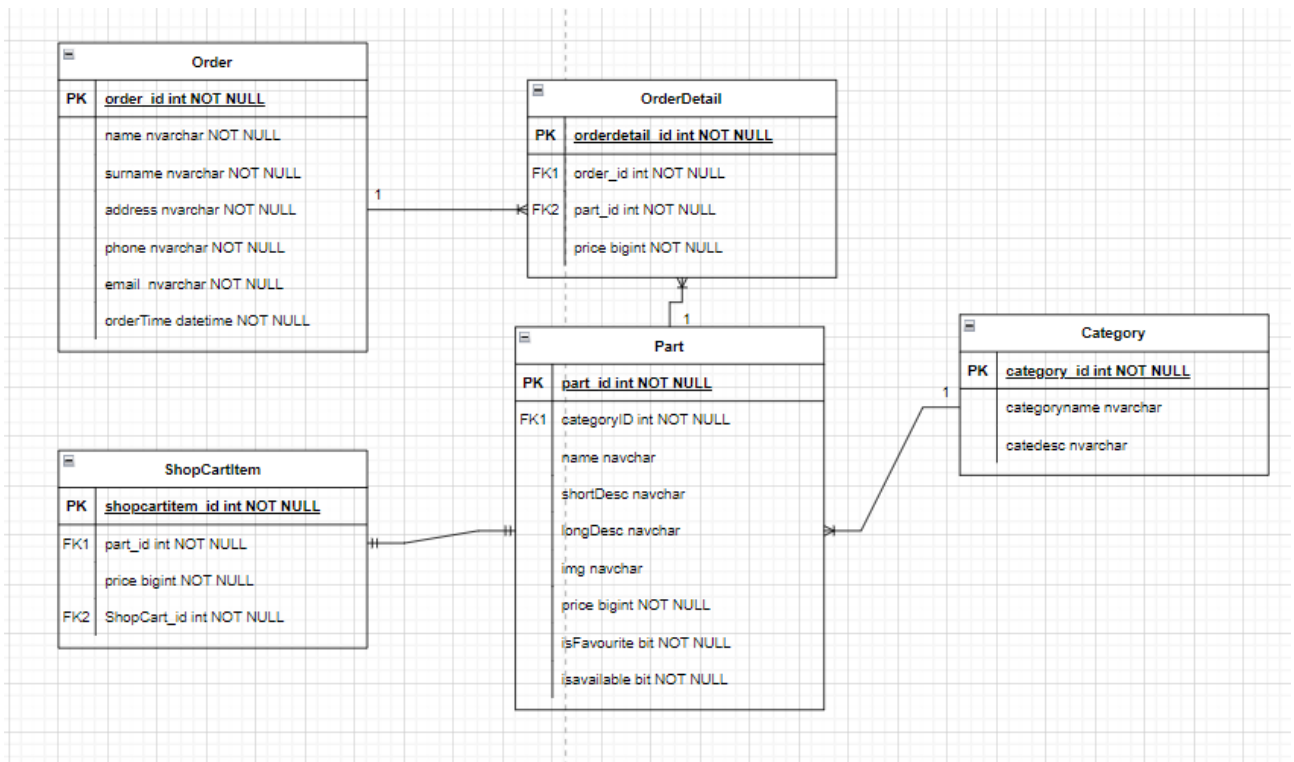 Order
PK order_id int NOT NULL
name nvarchar NOT NULL
surname nvarchar NOT NULL
address nvarchar NOT NULL
phone nvarchar NOT NULL
email nvarchar NOT NULL
orderTime datetime NOT NULL
1
OrderDetail
PK orderdetail_id int NOT NULL
FK1 order_id int NOT NULL
FK2 part_id int NOT NULL
price bigint NOT NULL
1
Part
PK part_id int NOT NULL
FK1 categoryID int NOT NULL
name navchar
shortDesc navchar
longDesc navchar
img navchar
price bigint NOT NULL
isFavourite bit NOT NULL
isavailable bit NOT NULL
1
Category
PK category_id int NOT NULL
categoryname nvarchar
catedesc nvarchar
ShopCartItem
PK shopcartitem_id int NOT NULL
FK1 part_id int NOT NULL
price bigint NOT NULL
FK2 ShopCart_id int NOT NULL